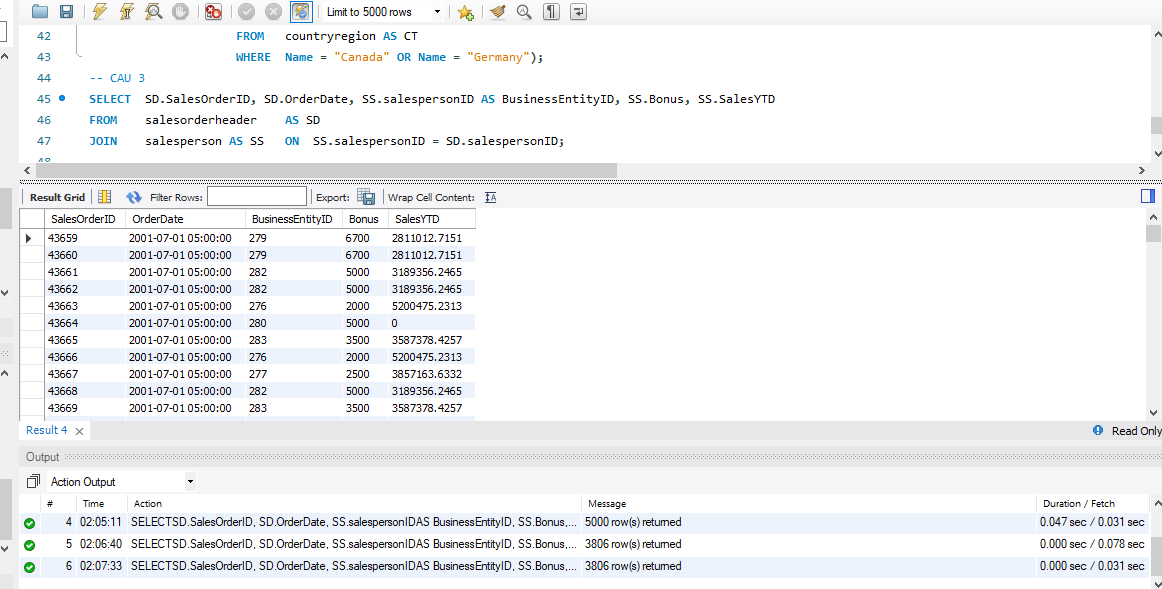 Limit to 5000 rows
42 FROM countryregion AS CT
43 WHERE Name = "Canada" OR Name = "Germany");
44 -- CAU 3
45 SELECT SD.SalesOrderID, SD.OrderDate, SS.salespersonID AS BusinessEntityID, SS.Bonus, SS.SalesYTD
46 FROM salesorderheader AS SD
47 JOIN salesperson AS SS ON SS.salespersonID = SD.salespersonID;
48
Result Grid Filter Rows: Export: Wrap Cell Content:
SalesOrderID OrderDate BusinessEntityID Bonus SalesYTD
43659 2001-07-01 05:00:00 279 6700 2811012.7151
43660 2001-07-01 05:00:00 279 6700 2811012.7151
43661 2001-07-01 05:00:00 282 5000 3189356.2465
43662 2001-07-01 05:00:00 282 5000 3189356.2465
43663 2001-07-01 05:00:00 276 2000 5200475.2313
43664 2001-07-01 05:00:00 280 5000 0
43665 2001-07-01 05:00:00 283 3500 3587378.4257
43666 2001-07-01 05:00:00 276 2000 5200475.2313
43667 2001-07-01 05:00:00 277 2500 3857163.6332
43668 2001-07-01 05:00:00 282 5000 3189356.2465
43669 2001-07-01 05:00:00 283 3500 3587378.4257
Result 4 Read Only
Output
Action Output
# Time Action Message Duration / Fetch
4 02:05:11 SELECTSD.SalesOrderID, SD.OrderDate, SS.salespersonIDAS BusinessEntityID, SS.Bonus,... 5000 row(s) returned 0.047 sec / 0.031 sec
5 02:06:40 SELECTSD.SalesOrderID, SD.OrderDate, SS.salespersonIDAS BusinessEntityID, SS.Bonus,... 3806 row(s) returned 0.000 sec / 0.078 sec
6 02:07:33 SELECTSD.SalesOrderID, SD.OrderDate, SS.salespersonIDAS BusinessEntityID, SS.Bonus,... 3806 row(s) returned 0.000 sec / 0.031 sec